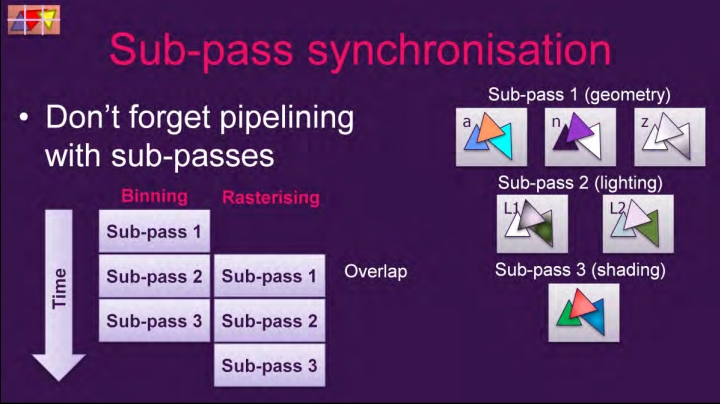 Sub-pass synchronisation
• Don’t forget pipelining
with sub-passes
Binning Rasterising
Time
Sub-pass 1
Sub-pass 2 Sub-pass 1 Overlap
Sub-pass 3 Sub-pass 2
Sub-pass 3
Sub-pass 1 (geometry)
a n z
Sub-pass 2 (lighting)
L1 L2
Sub-pass 3 (shading)